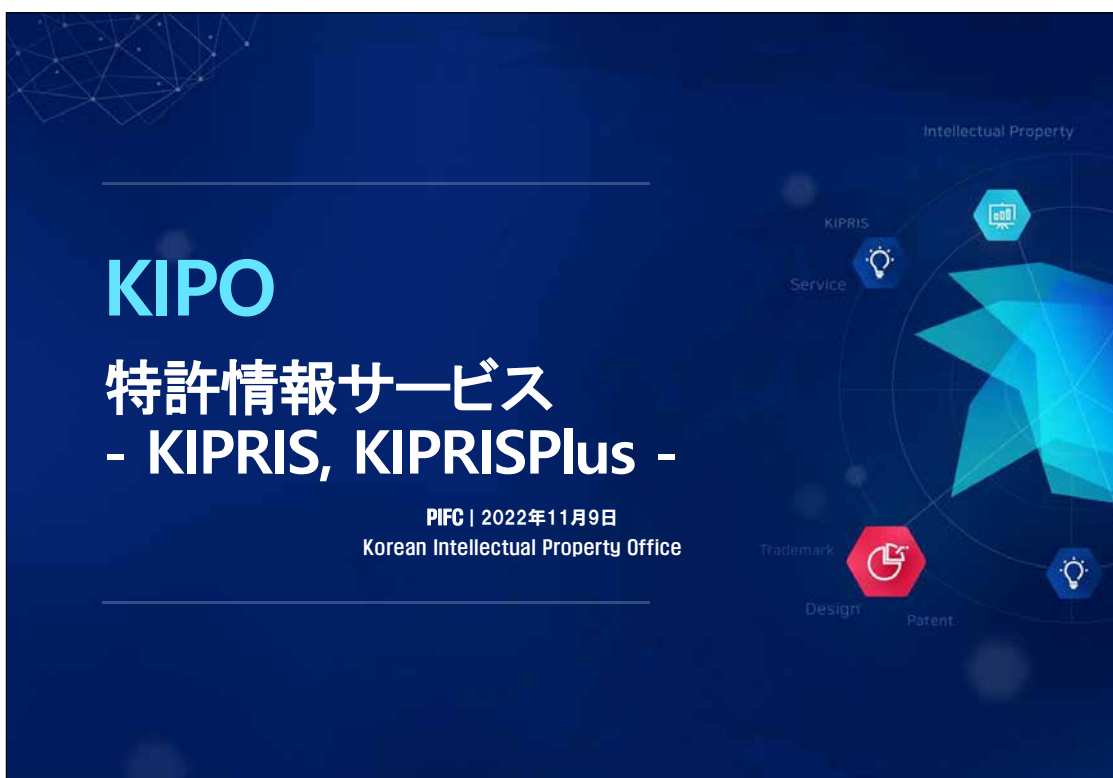 KIPO
特許情報サービス
- KIPRIS, KIPRISPlus -
PIFC | 2022年11月9日
Korean Intellectual Property Office
Intellectual Property
KIPRIS
Service
Trademark
Design
Patent